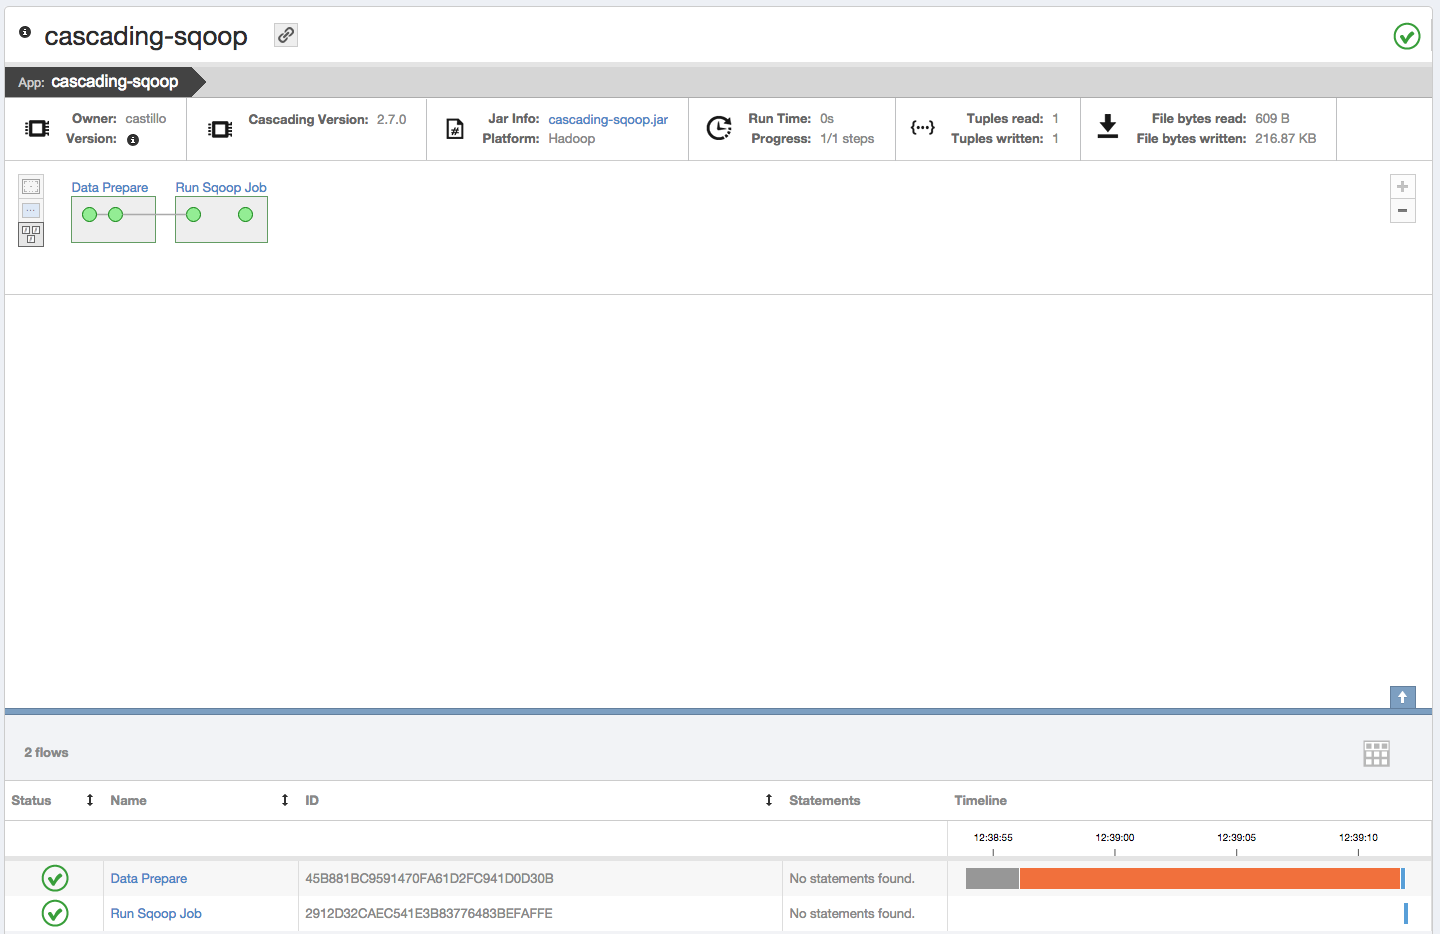 cascading-sqoop
App: cascading-sqoop
Owner: castillo
Version:
Cascading Version: 2.7.0
Jar Info: cascading-sqoop.jar
Platform: Hadoop
Run Time: 0s
Progress: 1/1 steps
Tuples read: 1
Tuples written: 1
File bytes read: 609 B
File bytes written: 216.87 KB
Data Prepare Run Sqoop Job
2 flows
Status Name ID Statements Timeline
12:38:55 12:39:00 12:39:05 12:39:10
Data Prepare 45B881BC9591470FA61D2FC941D0D30B No statements found.
Run Sqoop Job 2912D32CAEC541E3B83776483BEFAFFE No statements found.